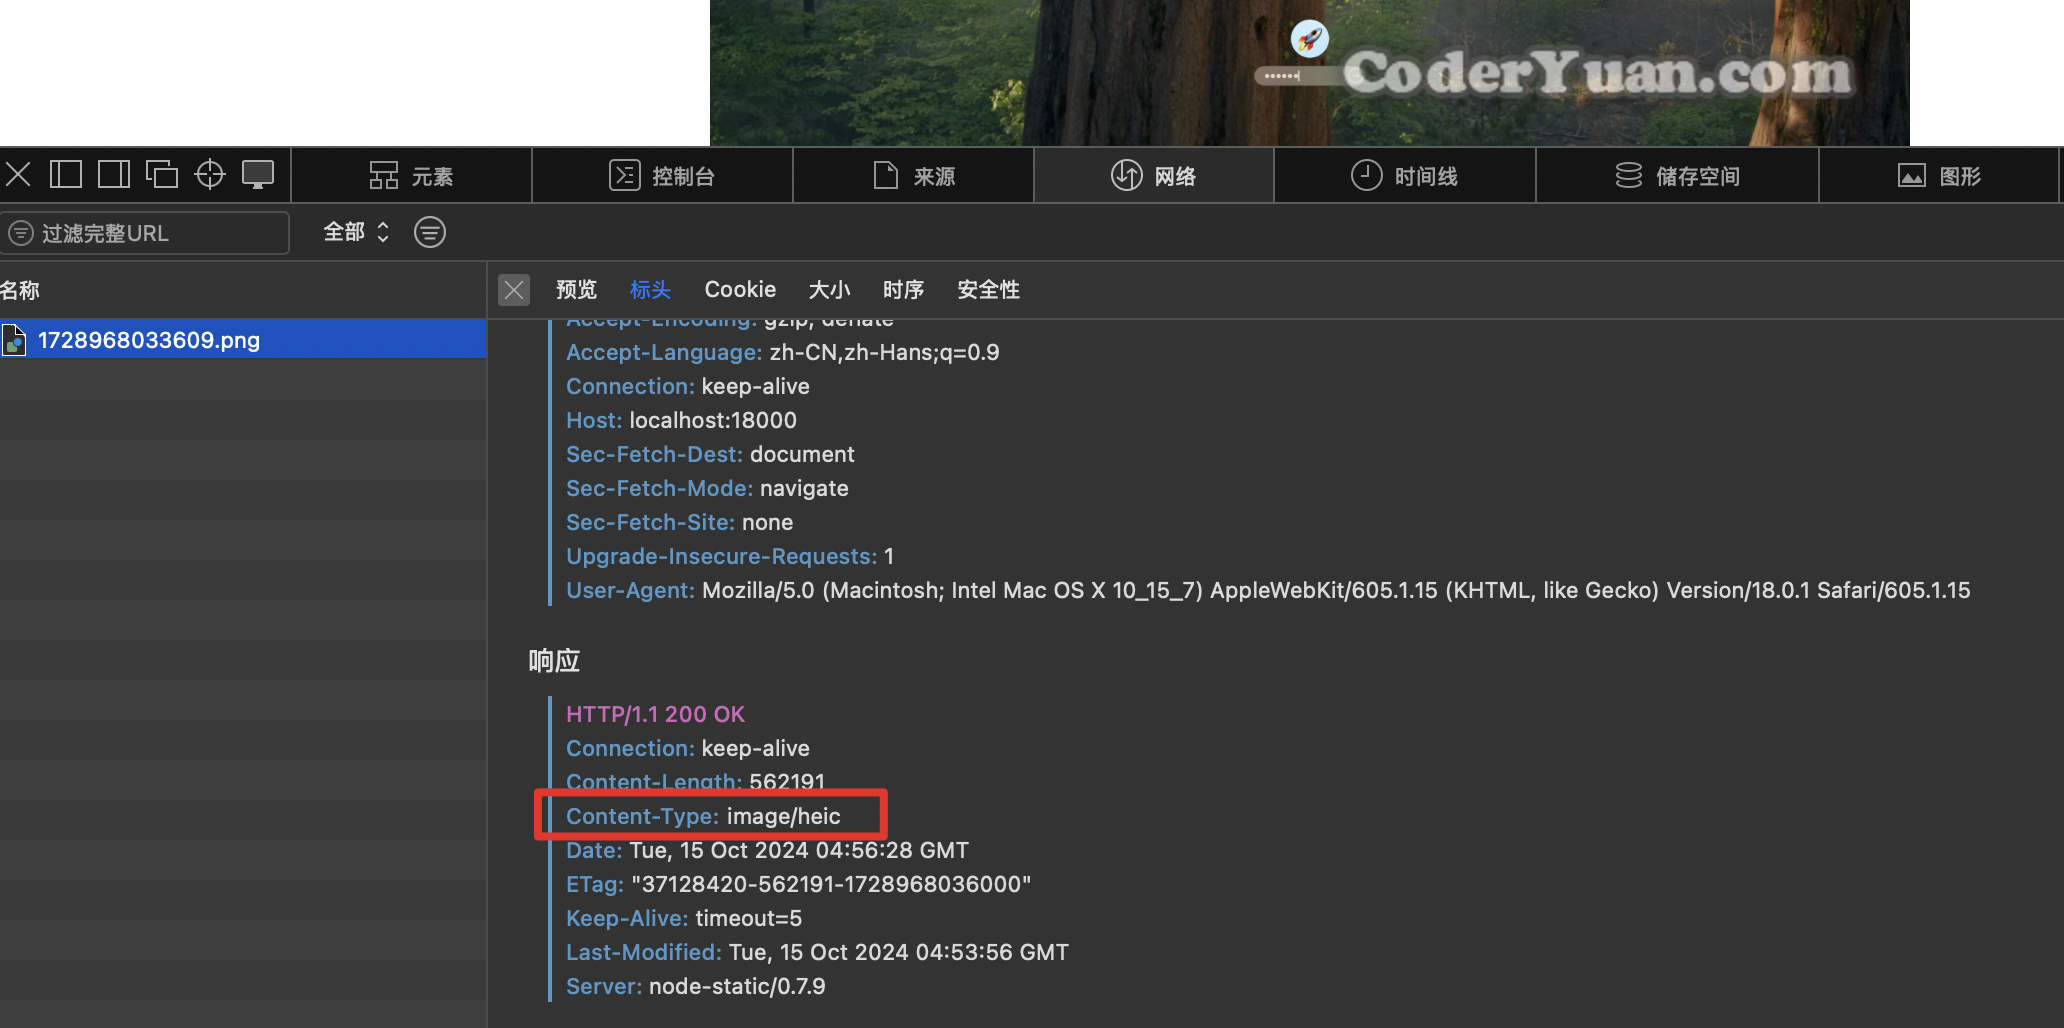 CoderYuan.com
元素 控制台 来源 网络 时间线 储存空间 图形
过滤完整URL 全部
名称 预览 标头 Cookie 大小 时序 安全性
1728968033609.png
Accept-Encoding: gzip, deflate
Accept-Language: zh-CN,zh-Hans;q=0.9
Connection: keep-alive
Host: localhost:18000
Sec-Fetch-Dest: document
Sec-Fetch-Mode: navigate
Sec-Fetch-Site: none
Upgrade-Insecure-Requests: 1
User-Agent: Mozilla/5.0 (Macintosh; Intel Mac OS X 10_15_7) AppleWebKit/605.1.15 (KHTML, like Gecko) Version/18.0.1 Safari/605.1.15
响应
HTTP/1.1 200 OK
Connection: keep-alive
Content-Length: 562191
Content-Type: image/heic
Date: Tue, 15 Oct 2024 04:56:28 GMT
ETag: "37128420-562191-1728968036000"
Keep-Alive: timeout=5
Last-Modified: Tue, 15 Oct 2024 04:53:56 GMT
Server: node-static/0.7.9